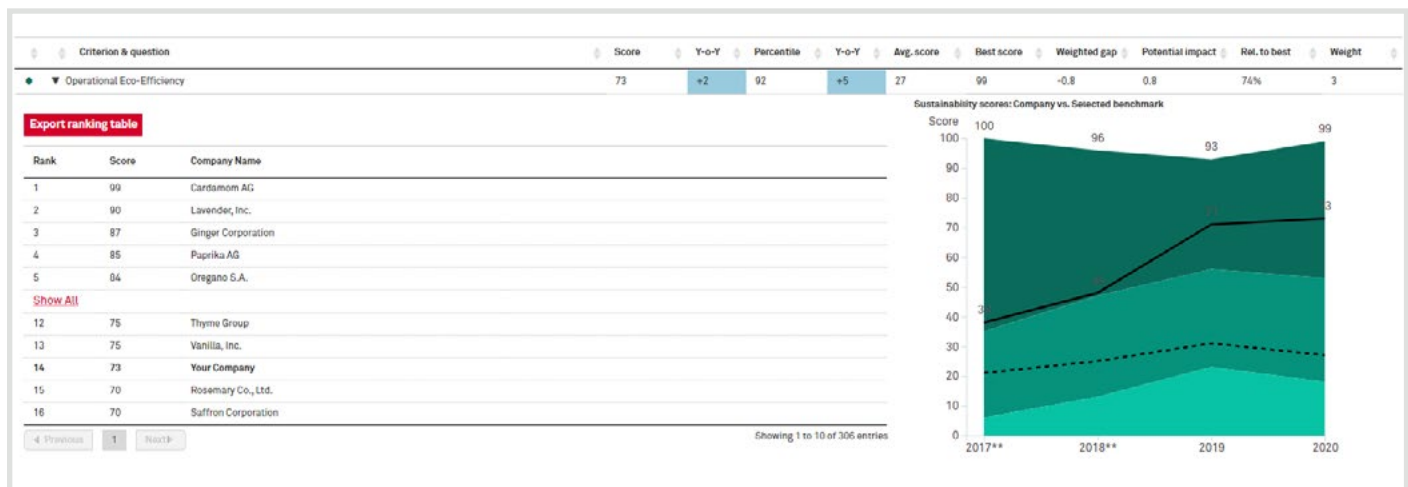 Criterion & question Score Y-o-Y Percentile Y-o-Y Avg. score Best score Weighted gap Potential impact Rel. to best Weight
▼ Operational Eco-Efficiency 73 +2 92 +5 27 99 -0.8 0.8 74% 3
Export ranking table
Rank Score Company Name
1 99 Cardamom AG
2 90 Lavender, Inc.
3 87 Ginger Corporation
4 85 Paprika AG
5 84 Oregano S.A.
Show All
12 75 Thyme Group
13 75 Vanilla, Inc.
14 73 Your Company
15 70 Rosemary Co., Ltd.
16 70 Saffron Corporation
Previous 1 Next
Showing 1 to 10 of 306 entries
Sustainability scores: Company vs. Selected benchmark
Score
100
96
93
99
100
90
80
70
60
50
40
30
20
10
0
3
3
2017** 2018** 2019 2020